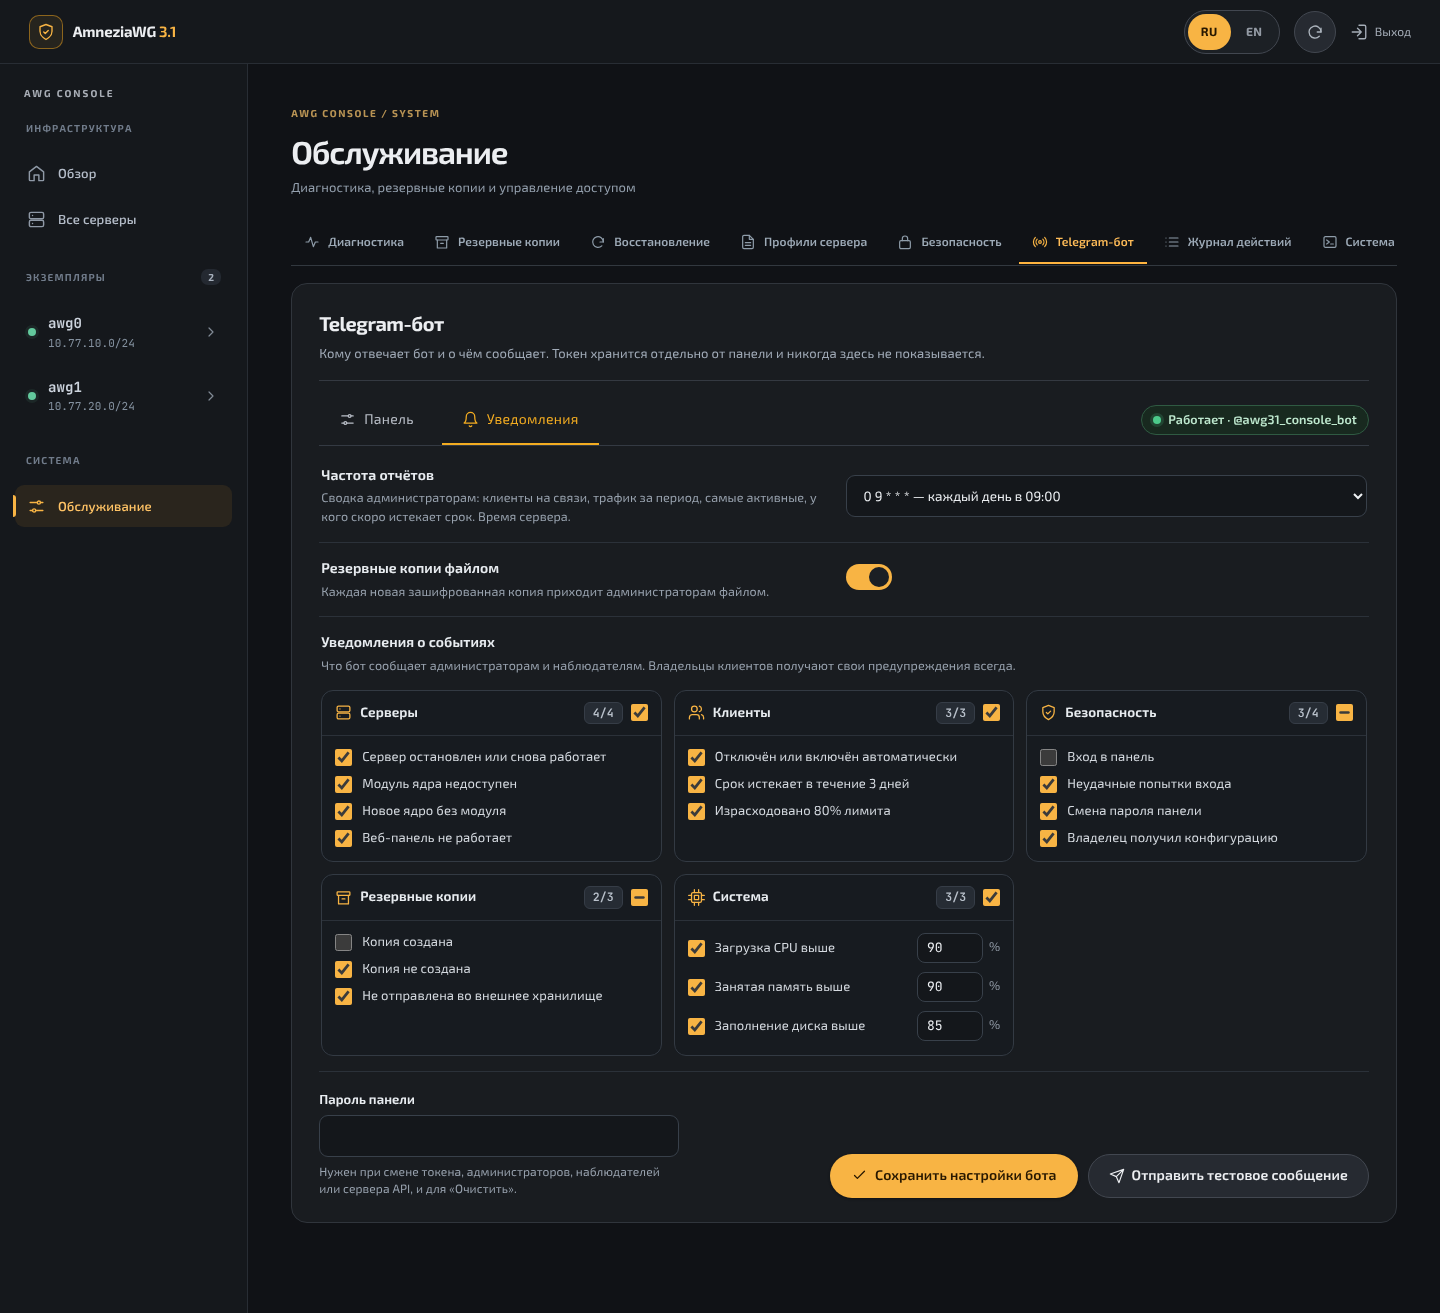 AmneziaWG 3.1
RU
EN
Выход
AWG CONSOLE
ИНФРАСТРУКТУРА
Обзор
Все серверы
ЭКЗЕМПЛЯРЫ
2
awg0
10.77.10.0/24
awg1
10.77.20.0/24
СИСТЕМА
Обслуживание
AWG CONSOLE / SYSTEM
Обслуживание
Диагностика, резервные копии и управление доступом
Диагностика
Резервные копии
Восстановление
Профили сервера
Безопасность
Telegram-бот
Журнал действий
Система
Telegram-бот
Кому отвечает бот и о чём сообщает. Токен хранится отдельно от панели и никогда здесь не показывается.
Панель
Уведомления
Работает · @awg31_console_bot
Частота отчётов
Сводка администраторам: клиенты на связи, трафик за период, самые активные, у
кого скоро истекает срок. Время сервера.
0 9 * * * — каждый день в 09:00
Резервные копии файлом
Каждая новая зашифрованная копия приходит администраторам файлом.
Уведомления о событиях
Что бот сообщает администраторам и наблюдателям. Владельцы клиентов получают свои предупреждения всегда.
Серверы
4/4
Сервер остановлен или снова работает
Модуль ядра недоступен
Новое ядро без модуля
Веб-панель не работает
Клиенты
3/3
Отключён или включён автоматически
Срок истекает в течение 3 дней
Израсходовано 80% лимита
Безопасность
3/4
Вход в панель
Неудачные попытки входа
Смена пароля панели
Владелец получил конфигурацию
Резервные копии
2/3
Копия создана
Копия не создана
Не отправлена во внешнее хранилище
Система
3/3
Загрузка CPU выше
90
%
Занятая память выше
90
%
Заполнение диска выше
85
%
Пароль панели
Нужен при смене токена, администраторов, наблюдателей
или сервера API, и для «Очистить».
Сохранить настройки бота
Отправить тестовое сообщение